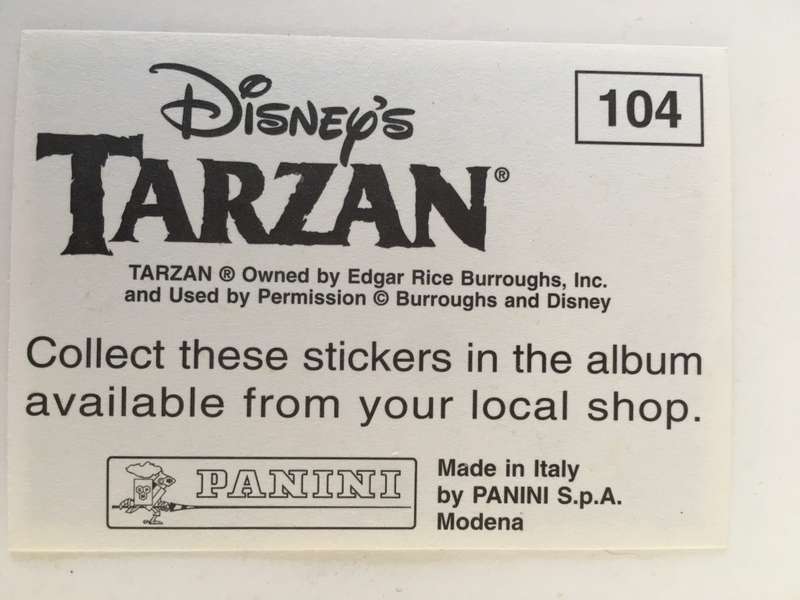 DISNEY'S
104
TARZAN®
TARZAN ® Owned by Edgar Rice Burroughs, Inc.
and Used by Permission © Burroughs and Disney
Collect these stickers in the album
available from your local shop.
PANINI
Made in Italy
by PANINI S.p.A.
Modena